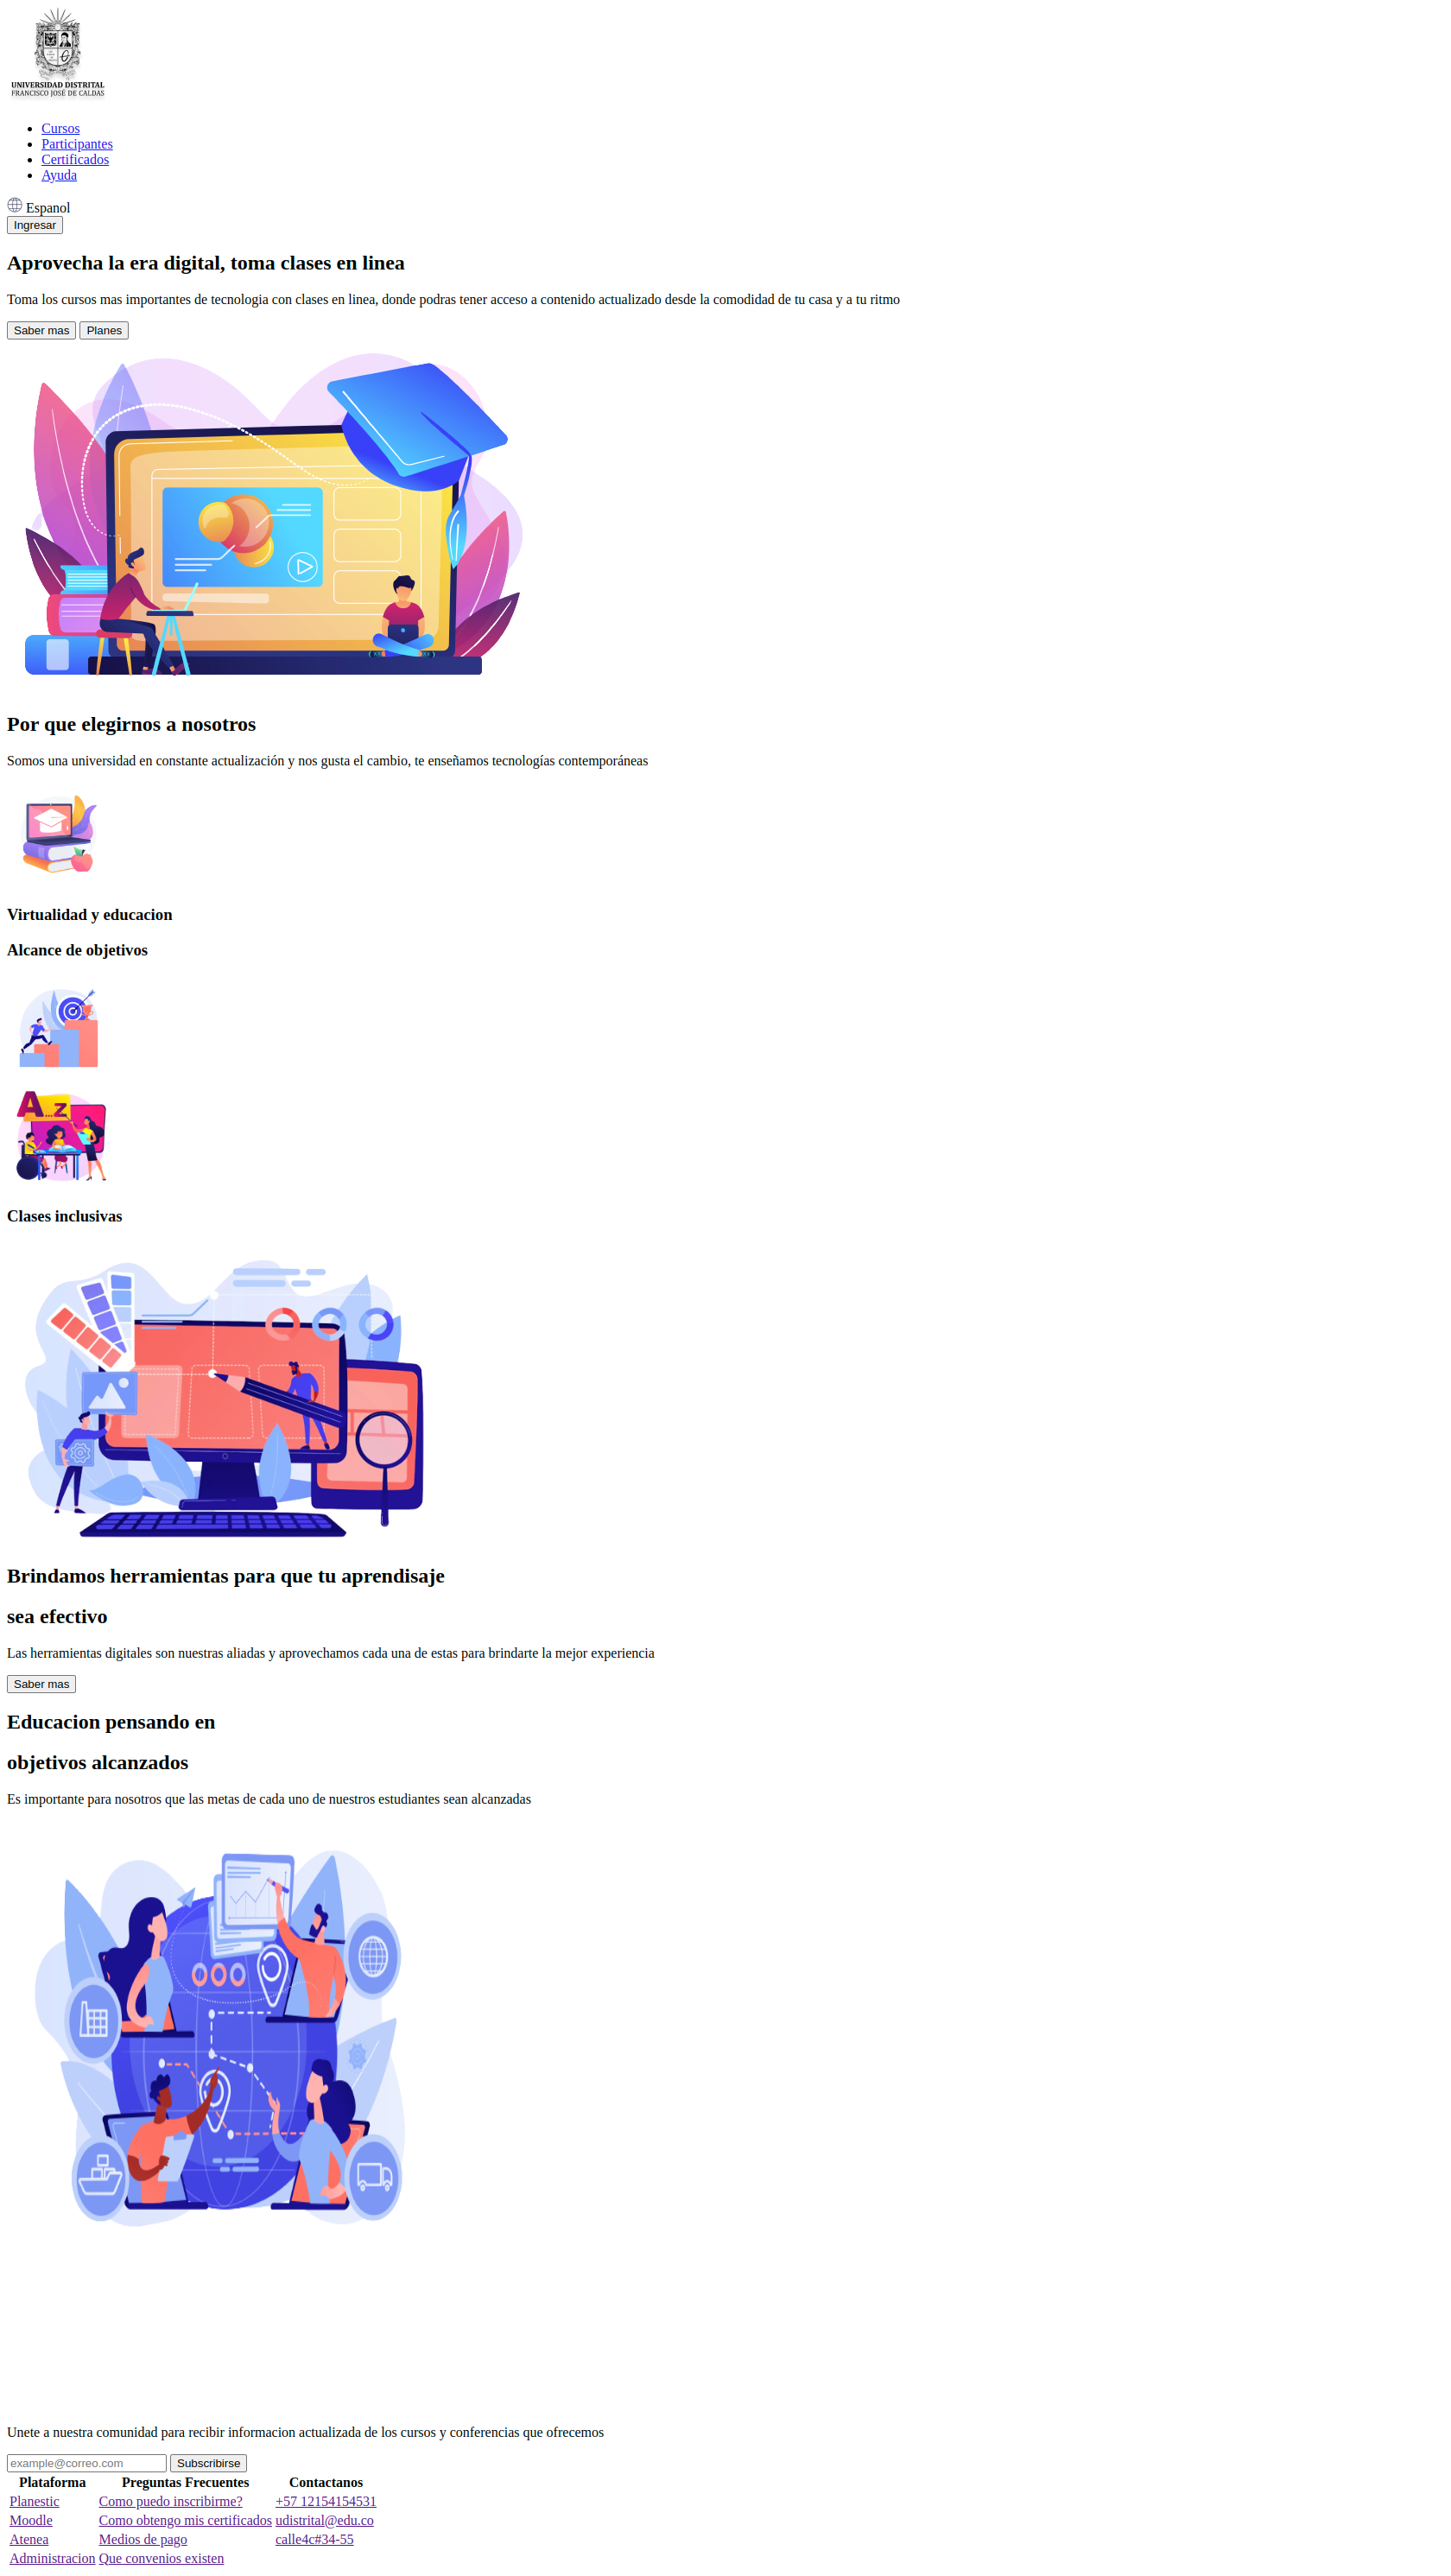 UNIVERSIDAD DISTRITAL
FRANCISCO JOSÉ DE CALDAS
Cursos
Participantes
Certificados
Ayuda
Espanol
Ingresar
Aprovecha la era digital, toma clases en linea
Toma los cursos mas importantes de tecnologia con clases en linea, donde podras tener acceso a contenido actualizado desde la comodidad de tu casa y a tu ritmo
Saber mas Planes
Por que elegirnos a nosotros
Somos una universidad en constante actualización y nos gusta el cambio, te enseñamos tecnologías contemporáneas
Virtualidad y educacion
Alcance de objetivos
A...z
Clases inclusivas
Brindamos herramientas para que tu aprendisaje
sea efectivo
Las herramientas digitales son nuestras aliadas y aprovechamos cada una de estas para brindarte la mejor experiencia
Saber mas
Educacion pensando en
objetivos alcanzados
Es importante para nosotros que las metas de cada uno de nuestros estudiantes sean alcanzadas
Unete a nuestra comunidad para recibir informacion actualizada de los cursos y conferencias que ofrecemos
example@correo.com Subscribirse
Plataforma Preguntas Frecuentes Contactanos
Planestic Como puedo inscribirme? +57 12154154531
Moodle Como obtengo mis certificados udistrital@edu.co
Atenea Medios de pago calle4c#34-55
Administracion Que convenios existen